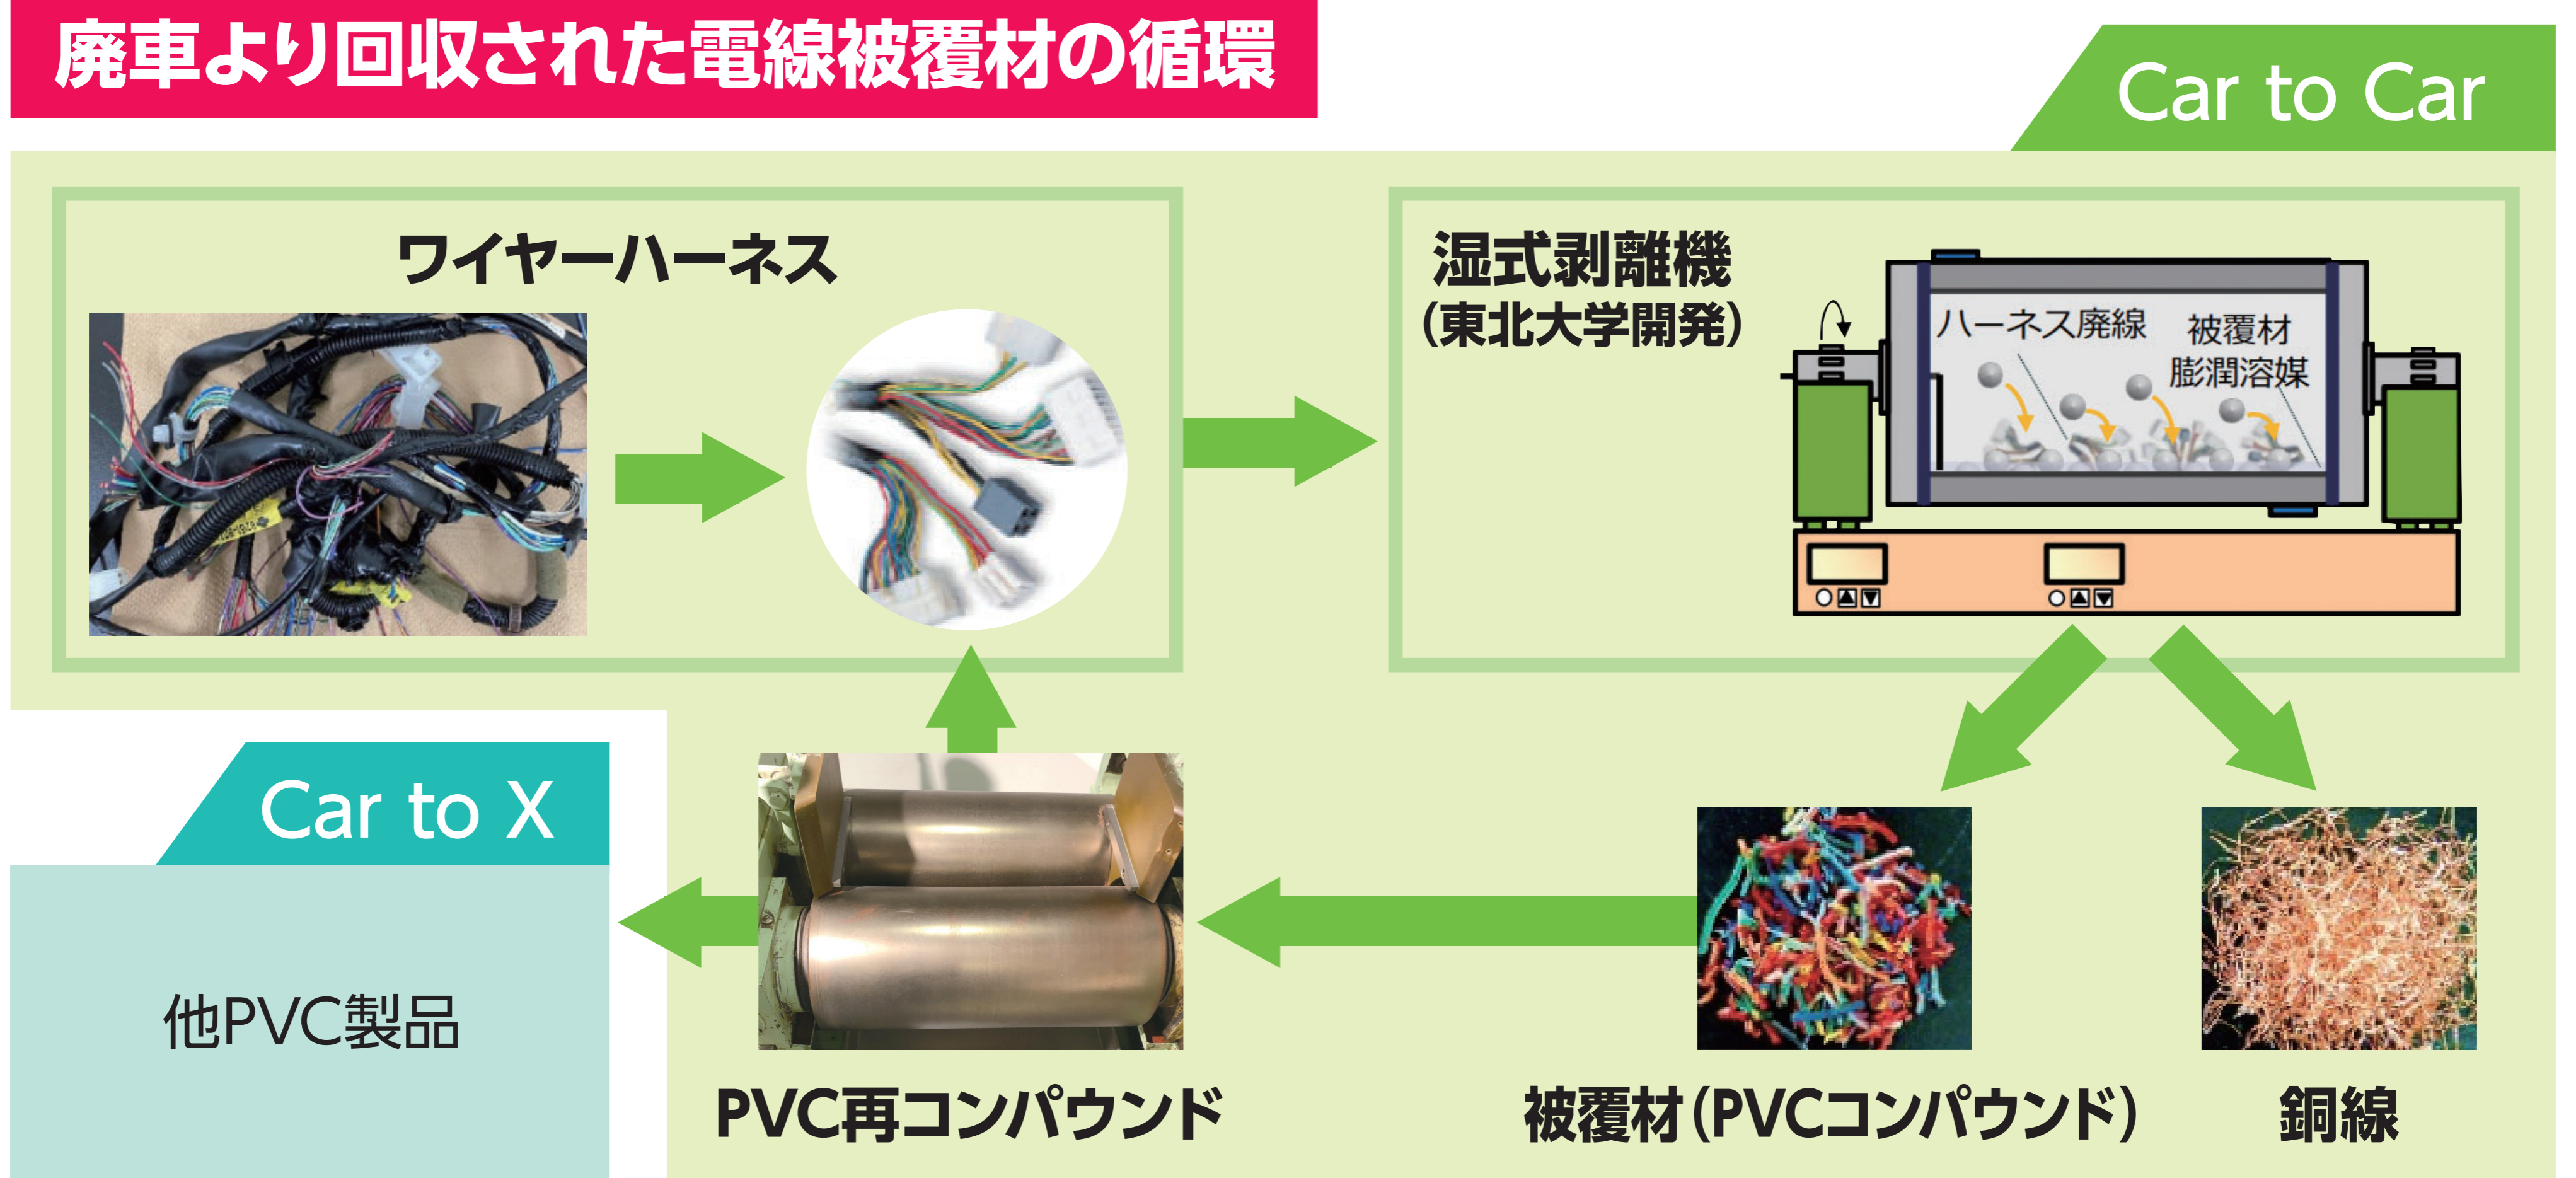 廃車より回収された電線被覆材の循環
Car to Car
ワイヤーハーネス
湿式剥離機
（東北大学開発）
ハーネス廃線
被覆材
膨潤溶媒
Car to X
他PVC製品
PVC再コンパウンド
被覆材（PVCコンパウンド）
銅線